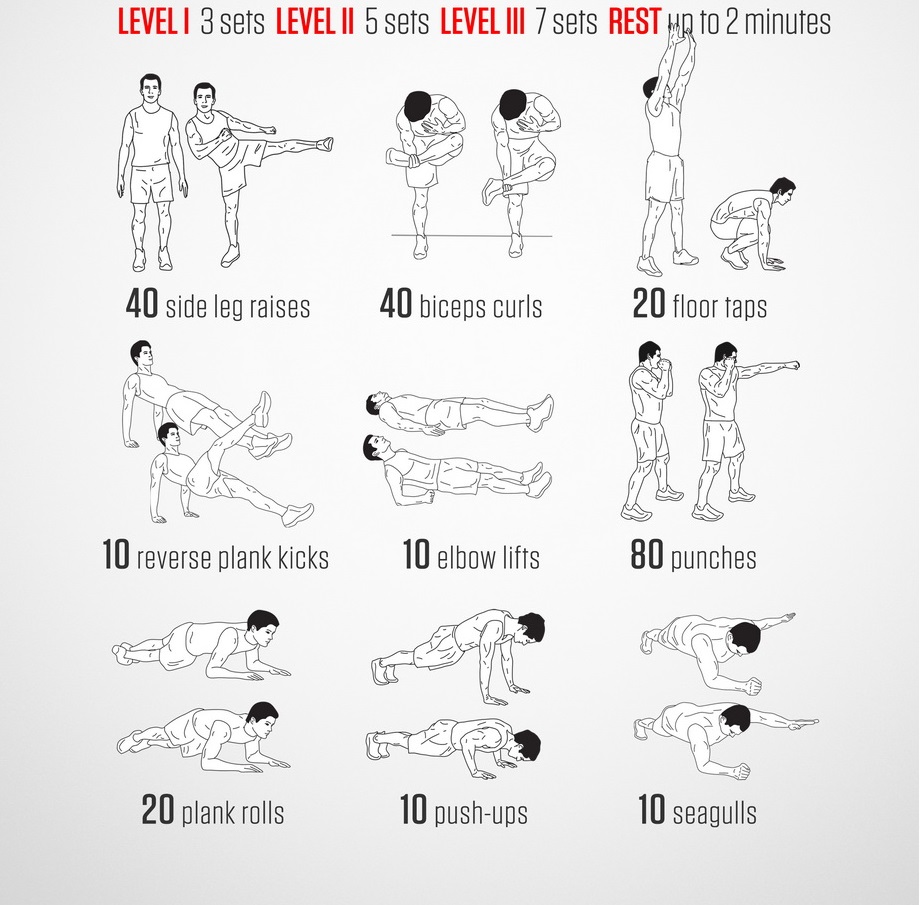 LEVEL I 3 sets LEVEL II 5 sets LEVEL III 7 sets REST up to 2 minutes
40 side leg raises
40 biceps curls
20 floor taps
10 reverse plank kicks
10 elbow lifts
80 punches
20 plank rolls
10 push-ups
10 seagulls